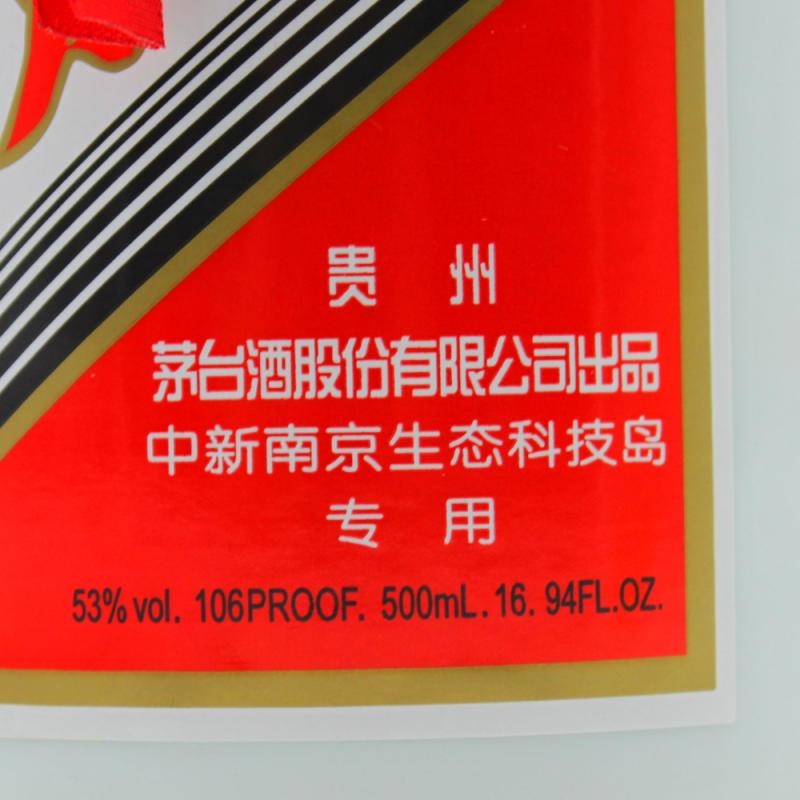 贵州
茅台酒股份有限公司出品
中新南京生态科技岛
专用
53% vol. 106PROOF. 500mL. 16. 94FL.OZ.